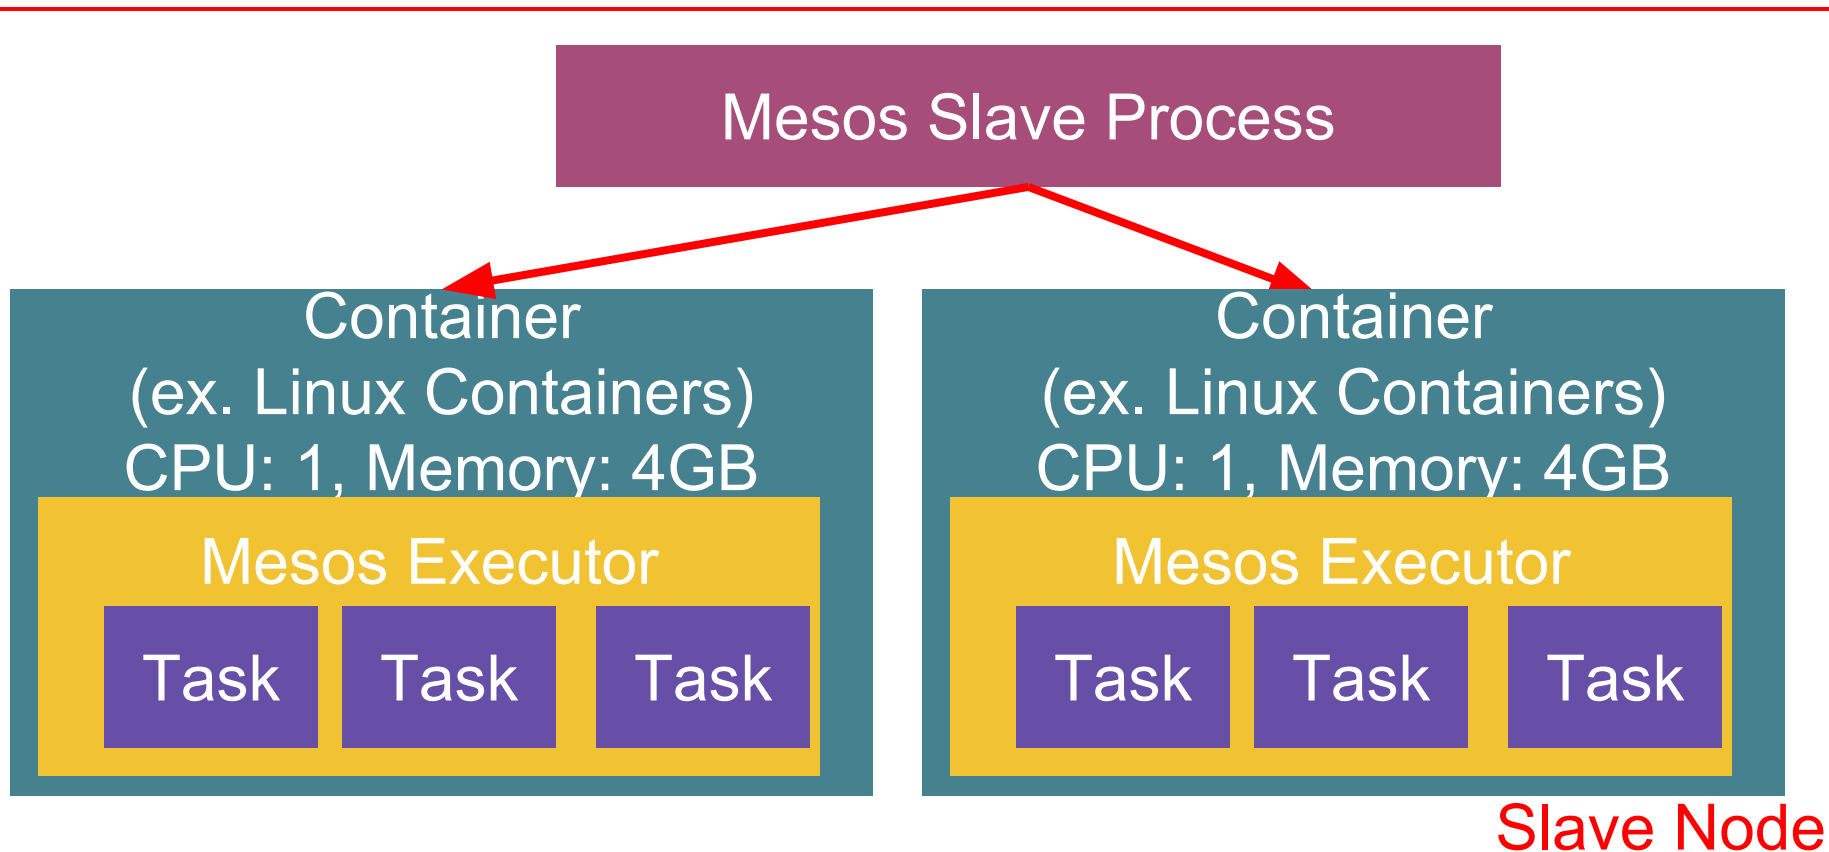 Mesos Slave Process
Container
(ex. Linux Containers)
CPU: 1, Memory: 4GB
Mesos Executor
Task Task Task
Container
(ex. Linux Containers)
CPU: 1, Memory: 4GB
Mesos Executor
Task Task Task
Slave Node